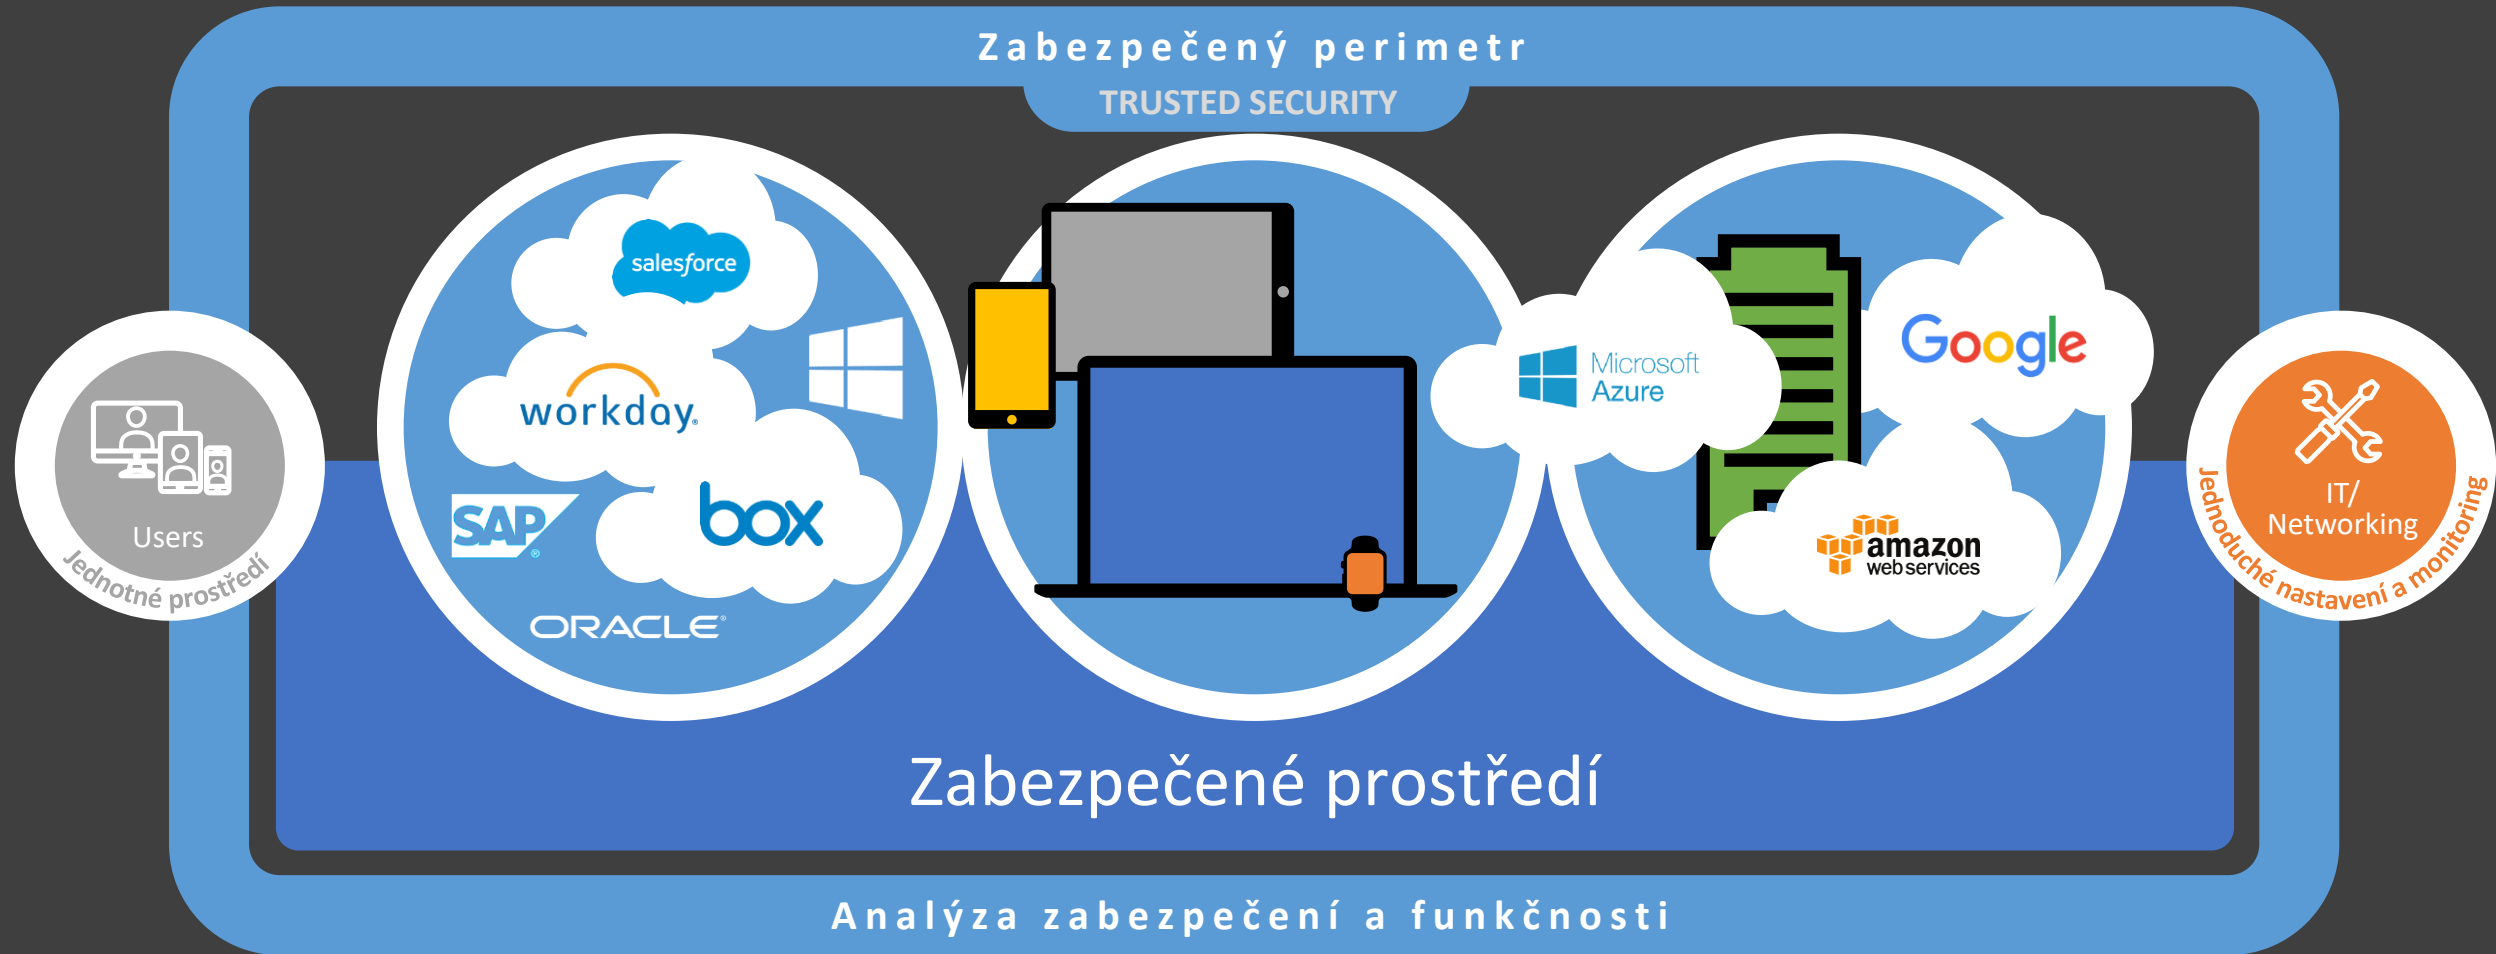 Zabezpečený perimetr
TRUSTED SECURITY
salesforce
workday®
SAP®
box
ORACLE®
Microsoft
Azure
Google
amazon
web services
Users
Jednotné prostředí
IT/
Networking
Jednoduché nastavení a monitoring
Zabezpečené prostředí
Analýza zabezpečení a funkčnosti